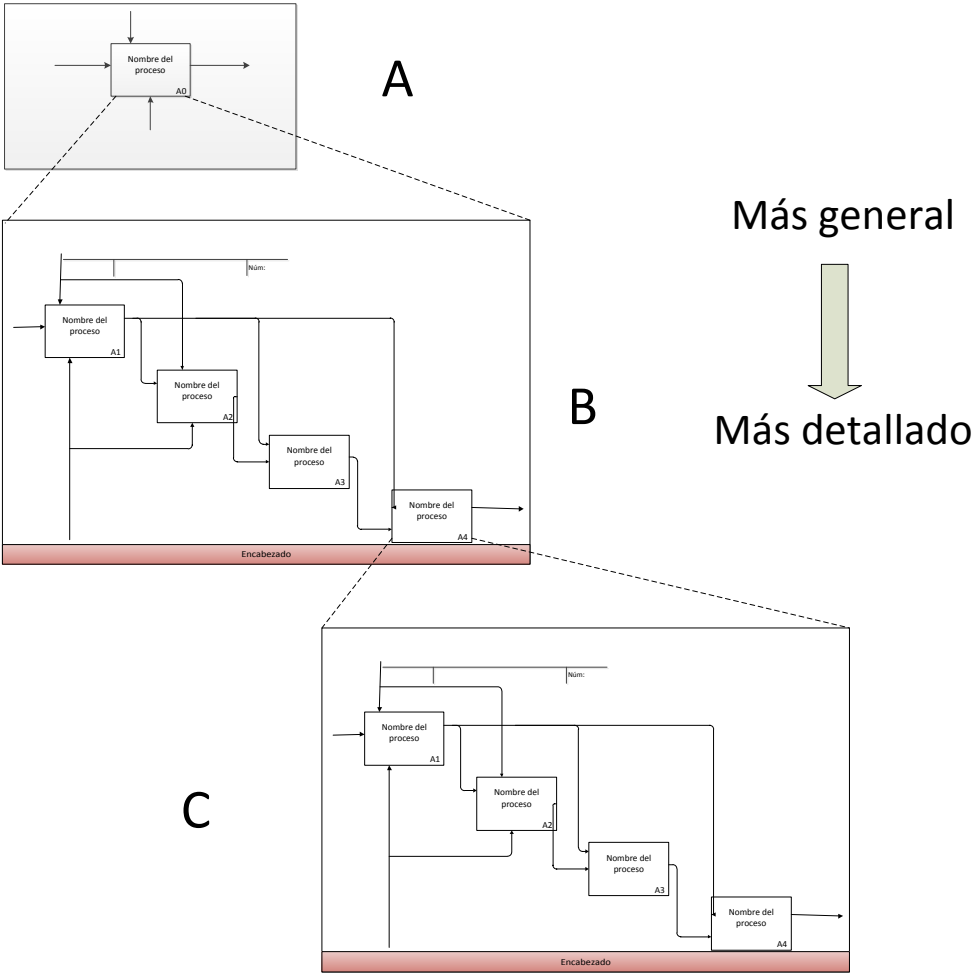 Nombre del
proceso
A0
A
Más general
Más detallado
B
Núm:
Nombre del
proceso
A1
Nombre del
proceso
A2
Nombre del
proceso
A3
Nombre del
proceso
A4
Encabezado
C
Núm:
Nombre del
proceso
A1
Nombre del
proceso
A2
Nombre del
proceso
A3
Nombre del
proceso
A4
Encabezado